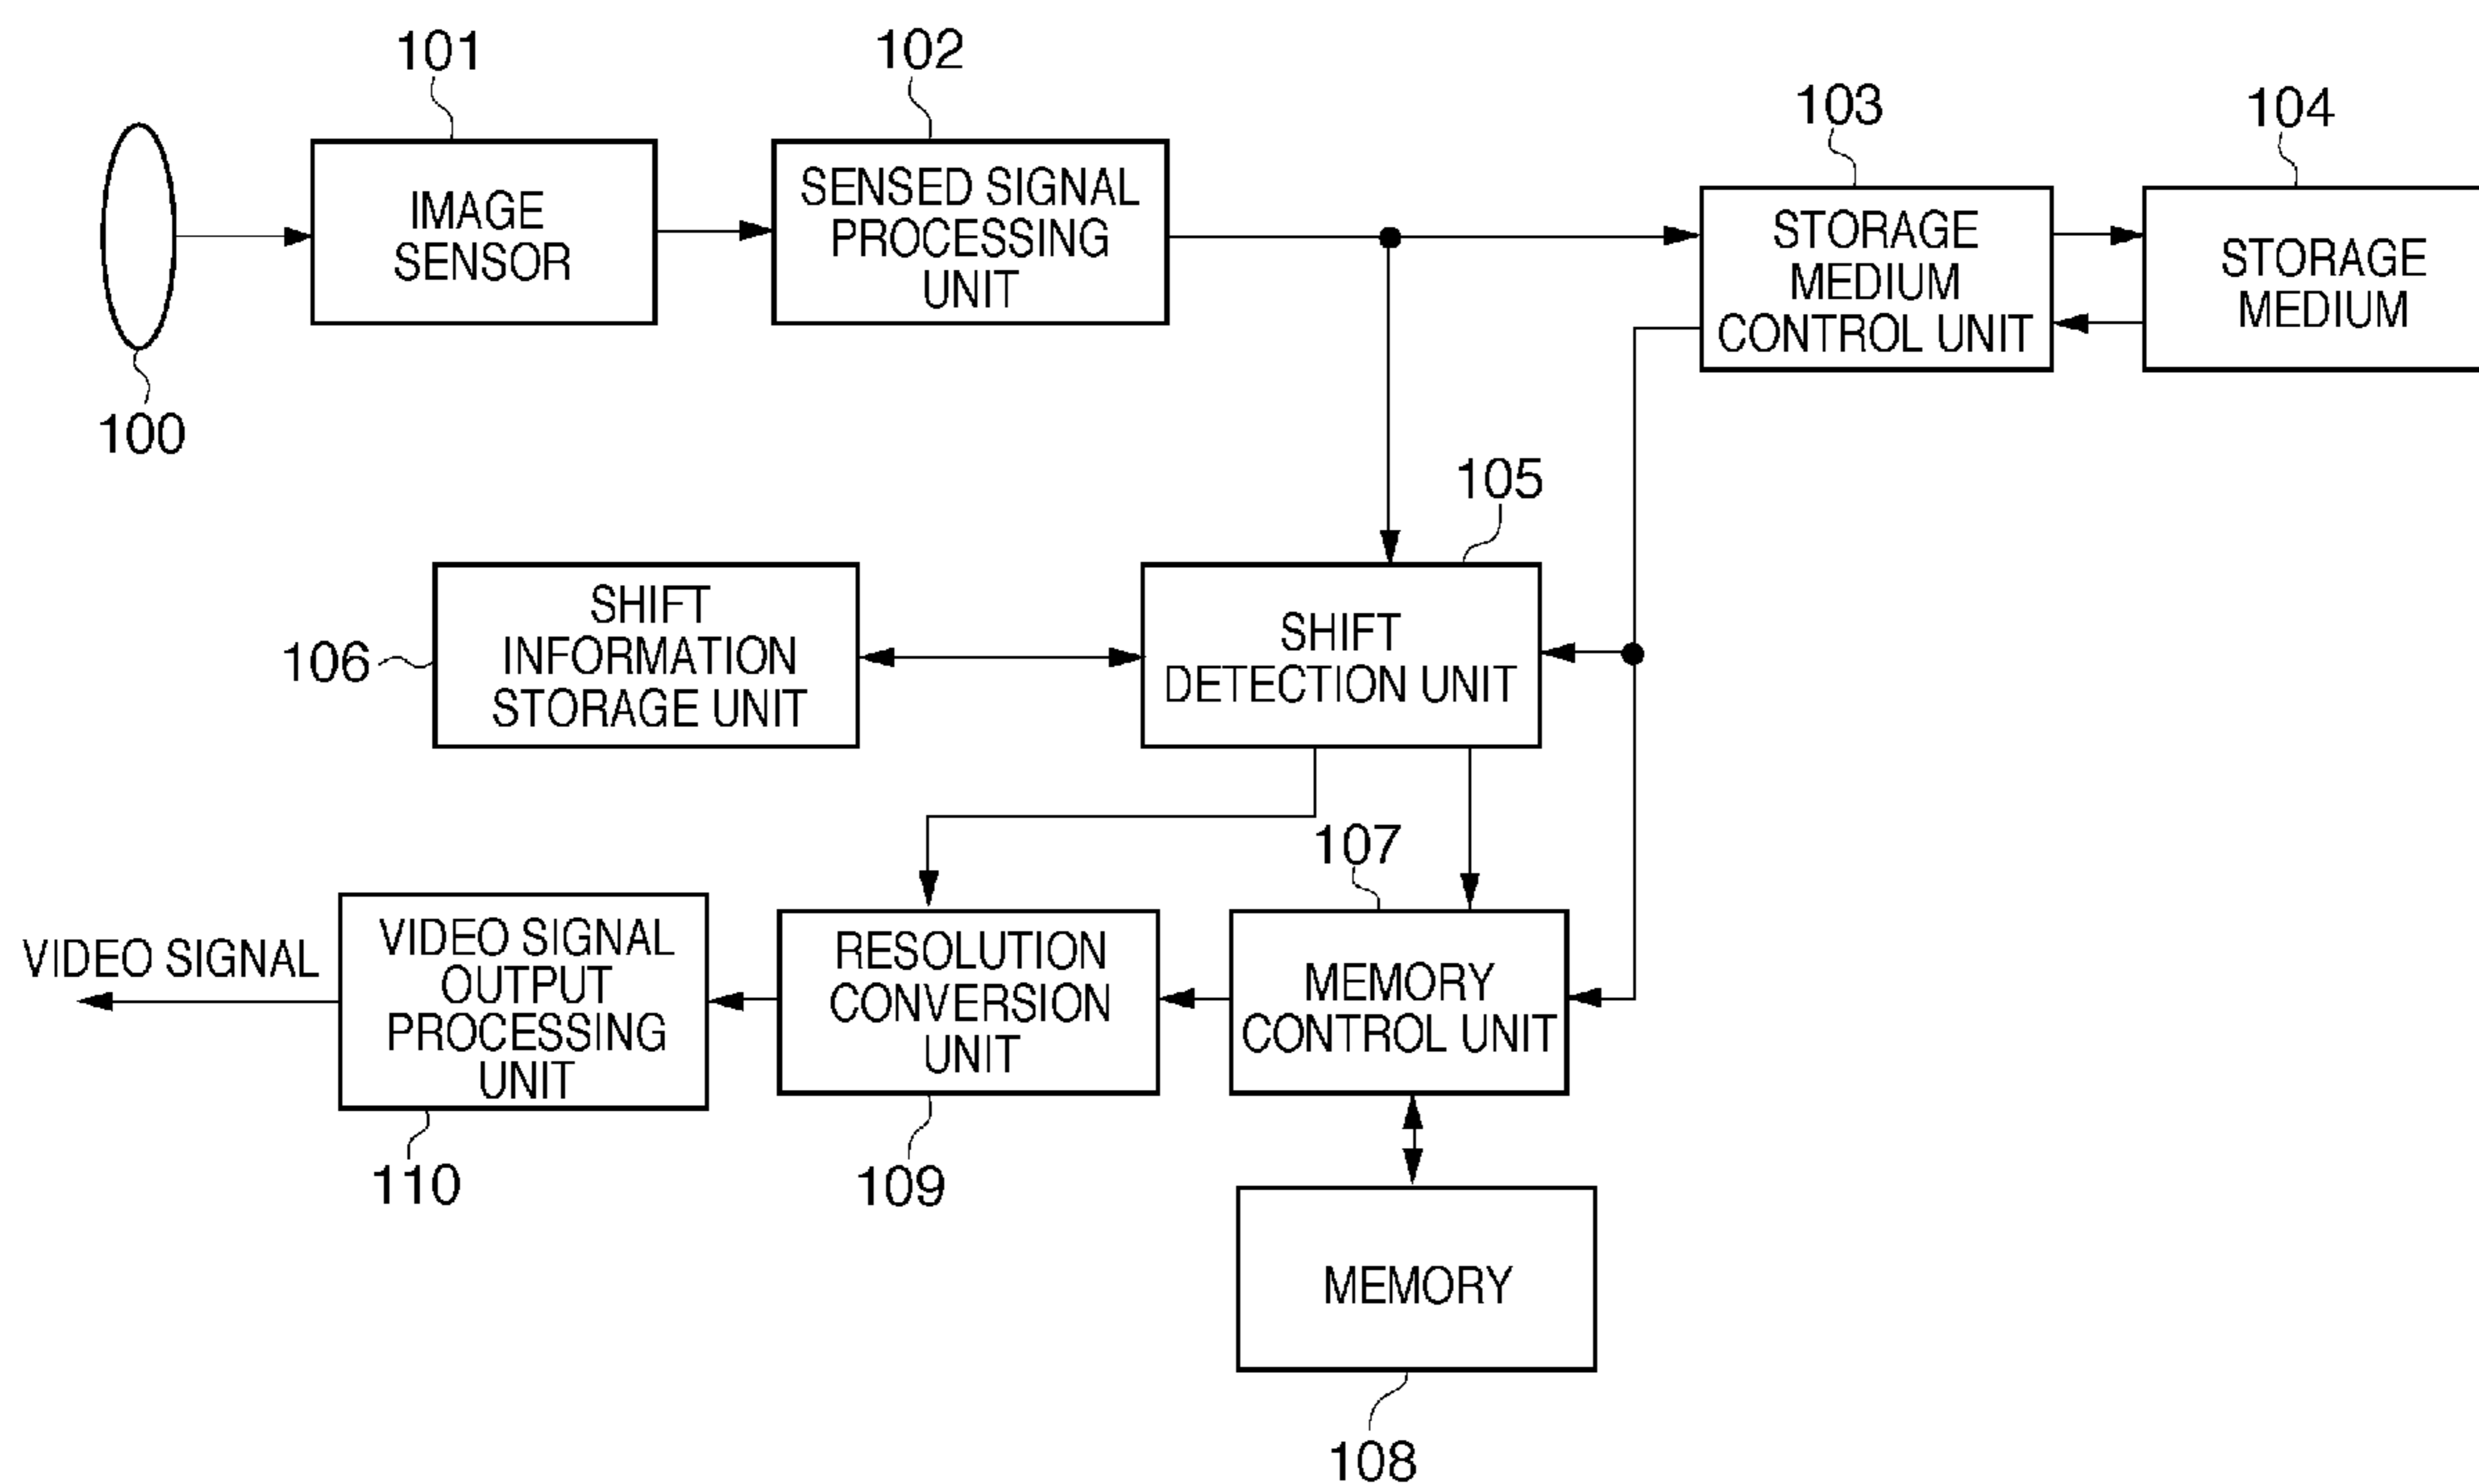 101
102
103
104
IMAGE
SENSOR
SENSED SIGNAL
PROCESSING
UNIT
STORAGE
MEDIUM
CONTROL UNIT
STORAGE
MEDIUM
100
105
106
SHIFT
INFORMATION
STORAGE UNIT
SHIFT
DETECTION UNIT
107
VIDEO SIGNAL
VIDEO SIGNAL
OUTPUT
PROCESSING
UNIT
RESOLUTION
CONVERSION
UNIT
MEMORY
CONTROL UNIT
110
109
MEMORY
108